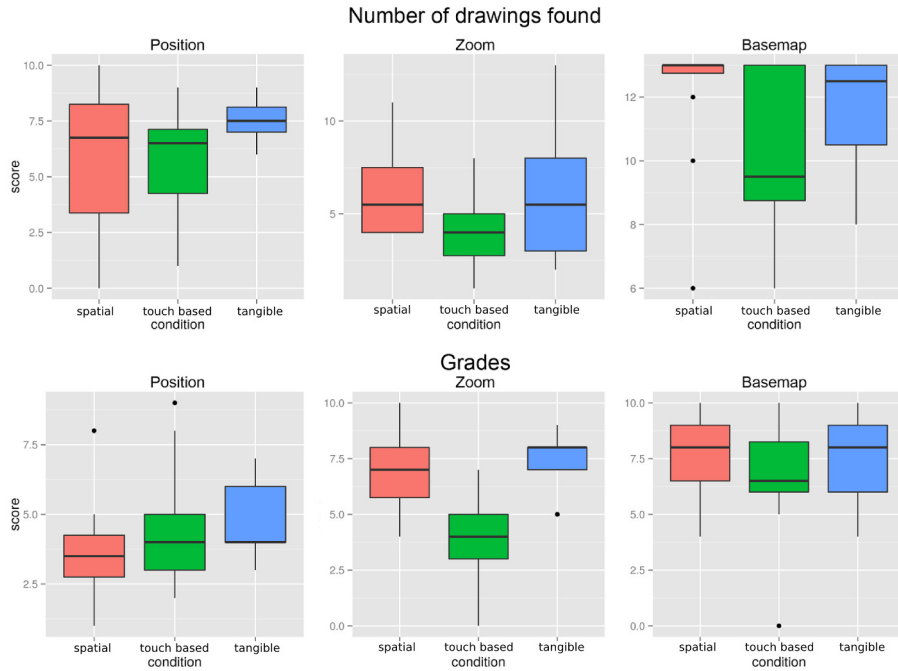 Number of drawings found
Position Zoom Basemap
score
10.0
7.5
5.0
2.5
0.0
10
5
12
10
8
6
spatial touch based tangible spatial touch based tangible spatial touch based tangible
condition condition condition
Grades
Position Zoom Basemap
score
7.5
5.0
2.5
10.0
7.5
5.0
2.5
0.0
10.0
7.5
5.0
2.5
0.0
spatial touch based tangible spatial touch based tangible spatial touch based tangible
condition condition condition